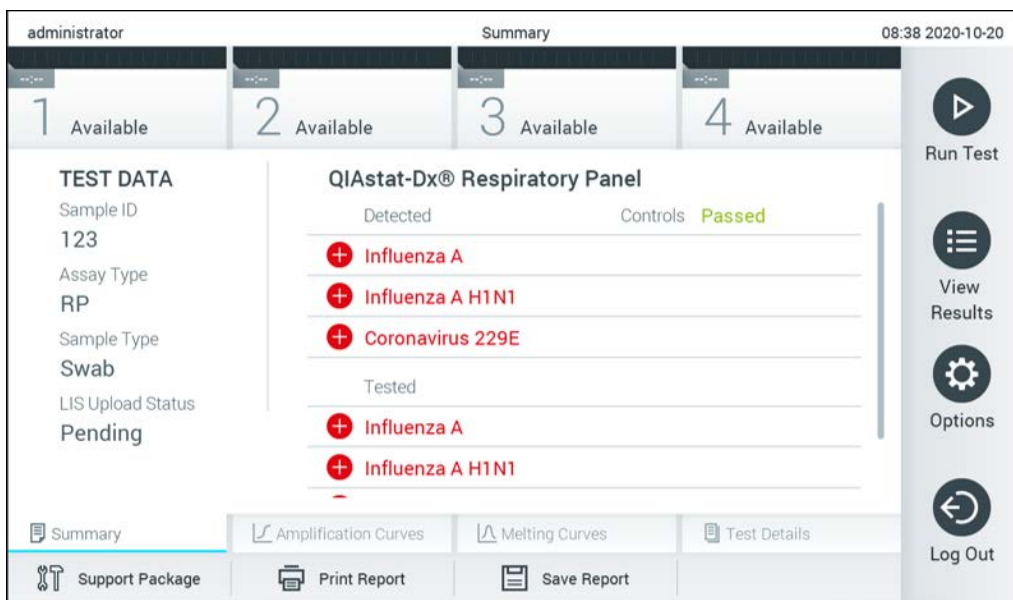 administrator
Summary
08:38 2020-10-20
--:--
--:--
--:--
--:--
1 Available
2 Available
3 Available
4 Available
Run Test
TEST DATA
Sample ID
123
Assay Type
RP
Sample Type
Swab
LIS Upload Status
Pending
QIAstat-Dx® Respiratory Panel
Detected
Controls Passed
Influenza A
Influenza A H1N1
Coronavirus 229E
Tested
Influenza A
Influenza A H1N1
View
Results
Options
Log Out
Summary
Amplification Curves
Melting Curves
Test Details
Support Package
Print Report
Save Report